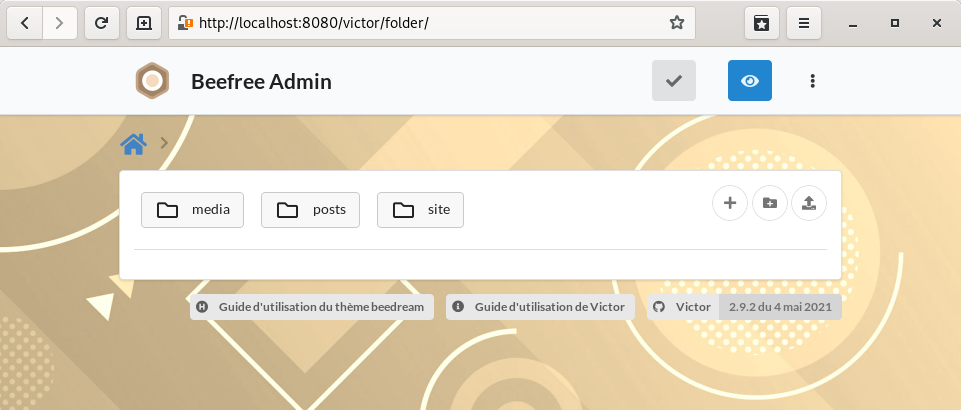 http://localhost:8080/victor/folder/
Beefree Admin
media posts site
Guide d'utilisation du thème beedream Guide d'utilisation de Victor Victor 2.9.2 du 4 mai 2021